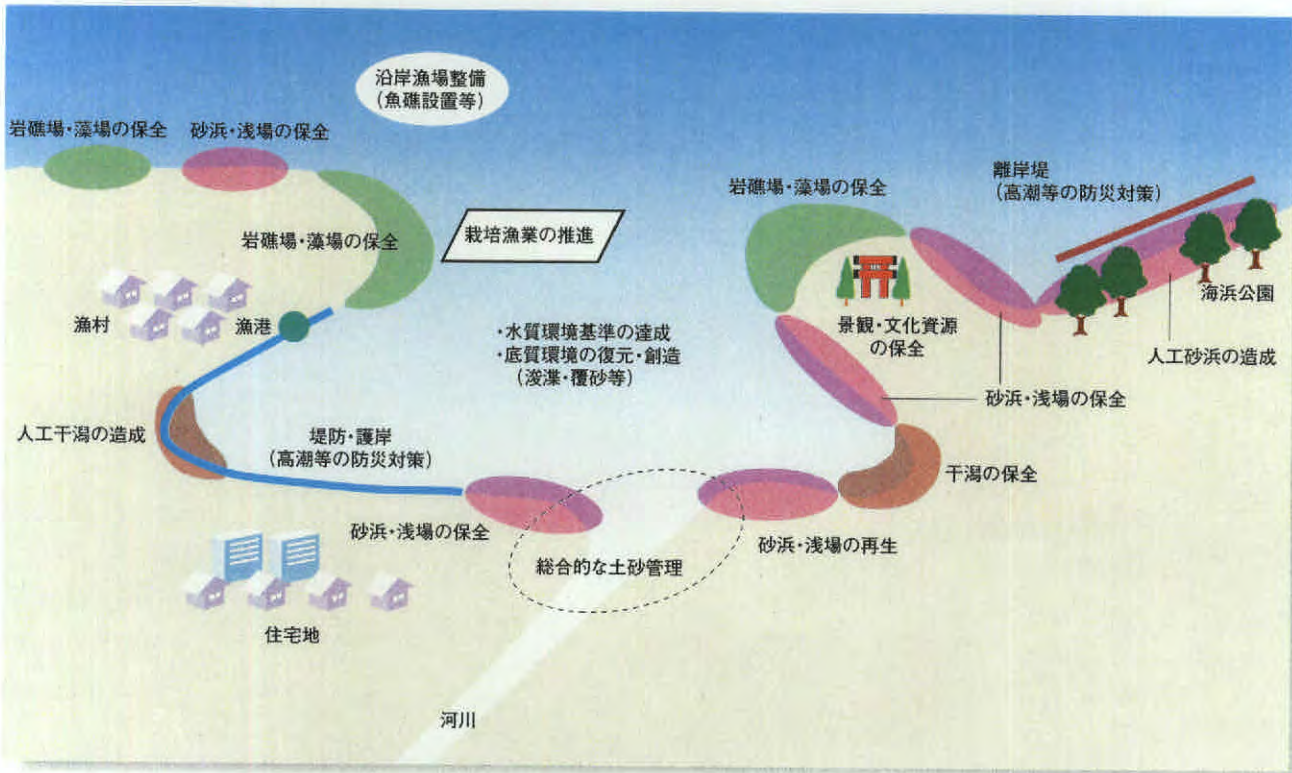 沿岸漁場整備
(魚礁設置等)
岩礁場・藻場の保全
砂浜・浅場の保全
離岸堤
(高潮等の防災対策)
岩礁場・藻場の保全
岩礁場・藻場の保全
栽培漁業の推進
海浜公園
漁村
漁港
・水質環境基準の達成
・底質環境の復元・創造
(浚渫・覆砂等)
景観・文化資源
の保全
人工砂浜の造成
砂浜・浅場の保全
人工干潟の造成
堤防・護岸
(高潮等の防災対策)
干潟の保全
砂浜・浅場の保全
砂浜・浅場の再生
総合的な土砂管理
住宅地
河川